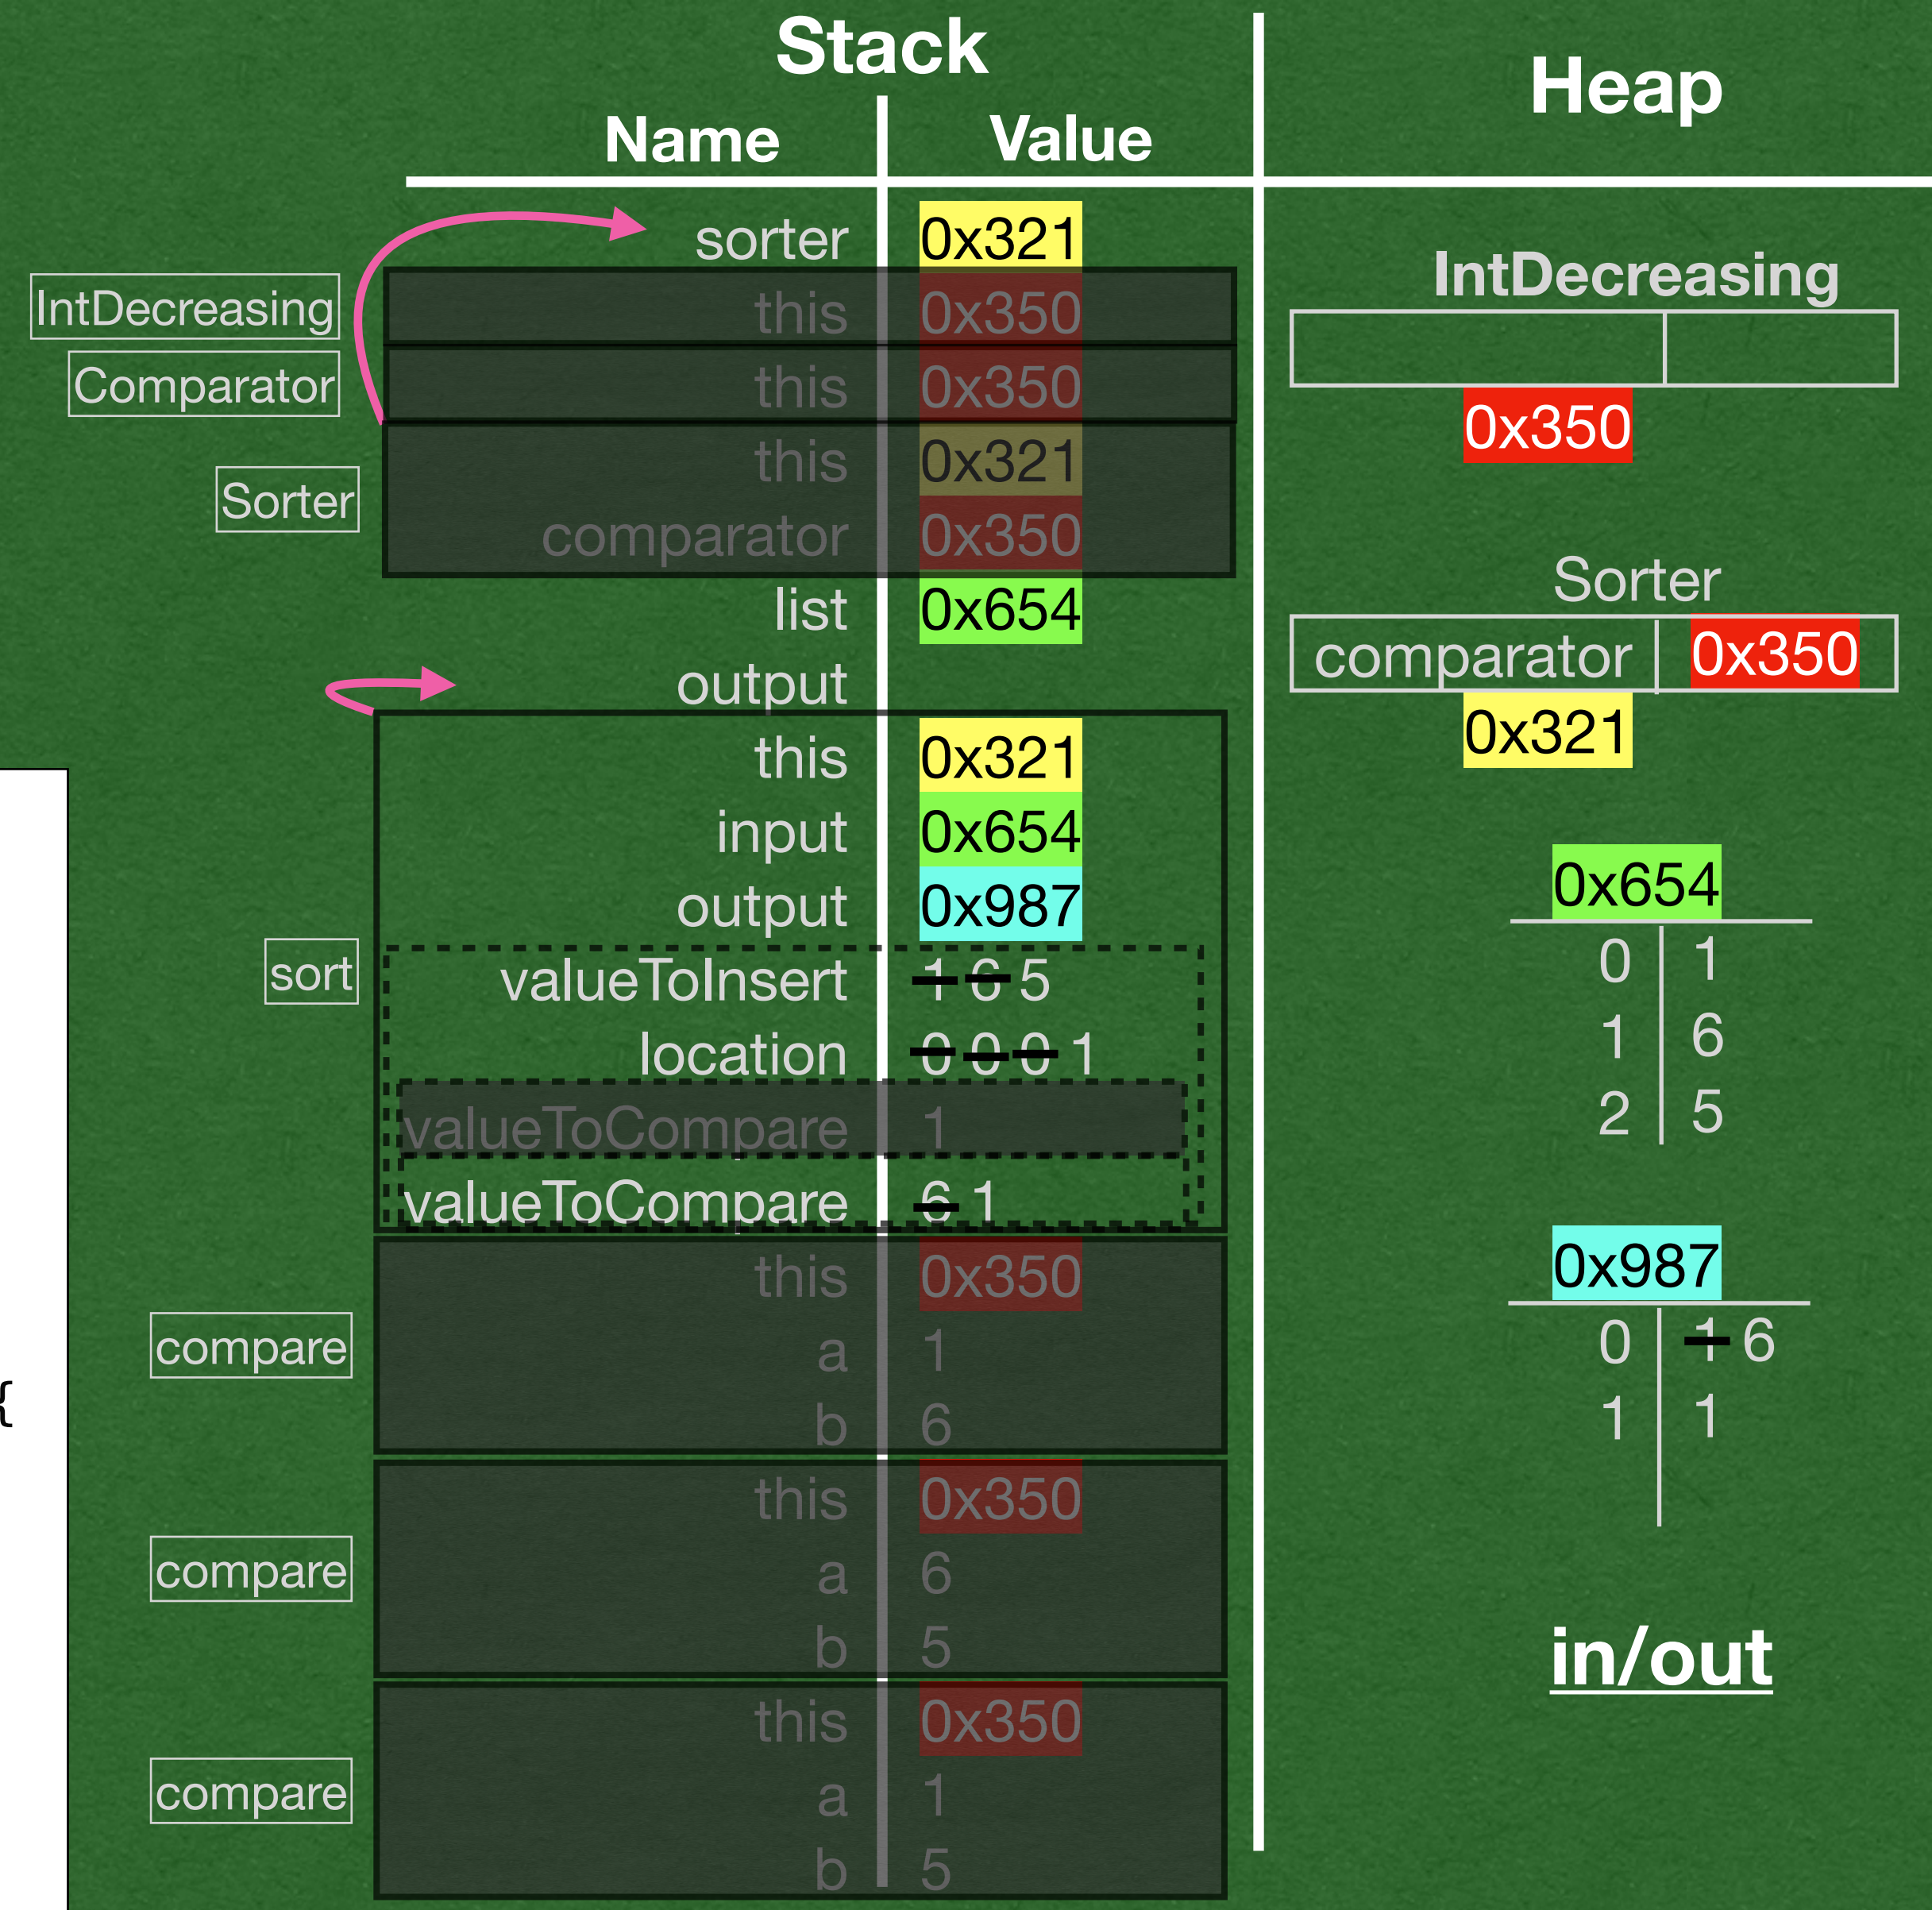 Stack
Heap
Name Value
sorter 0x321
IntDecreasing
IntDecreasing this 0x350
Comparator this 0x350
0x350
this 0x321
Sorter
comparator 0x350
Sorter
list 0x654
comparator 0x350
output
0x321
this 0x321
input 0x654
0x654
output 0x987
0 1
sort valueToInsert 1 6 5
location 0 0 0 1
1 6
valueToCompare 1
2 5
valueToCompare 6 1
this 0x350
0x987
compare a 1
0 1 6
{
b 6
1 1
this 0x350
compare a 6
b 5
in/out
this 0x350
compare a 1
b 5